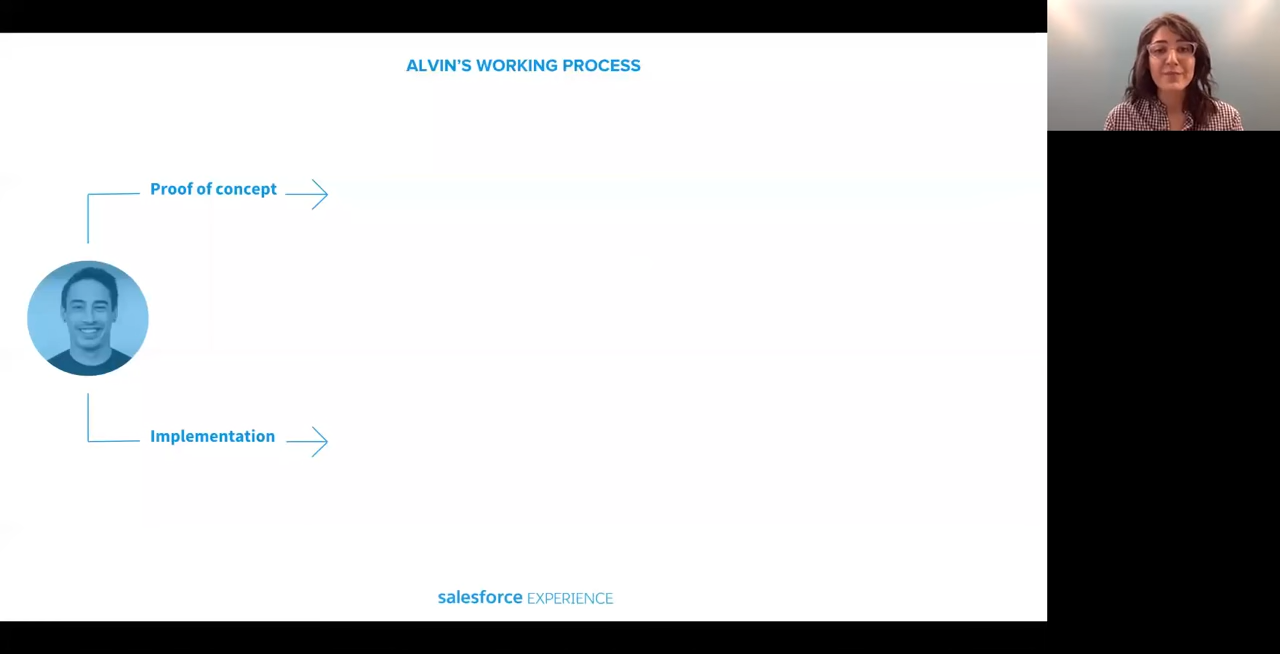 ALVIN’S WORKING PROCESS
Proof of concept
Implementation
salesforce EXPERIENCE